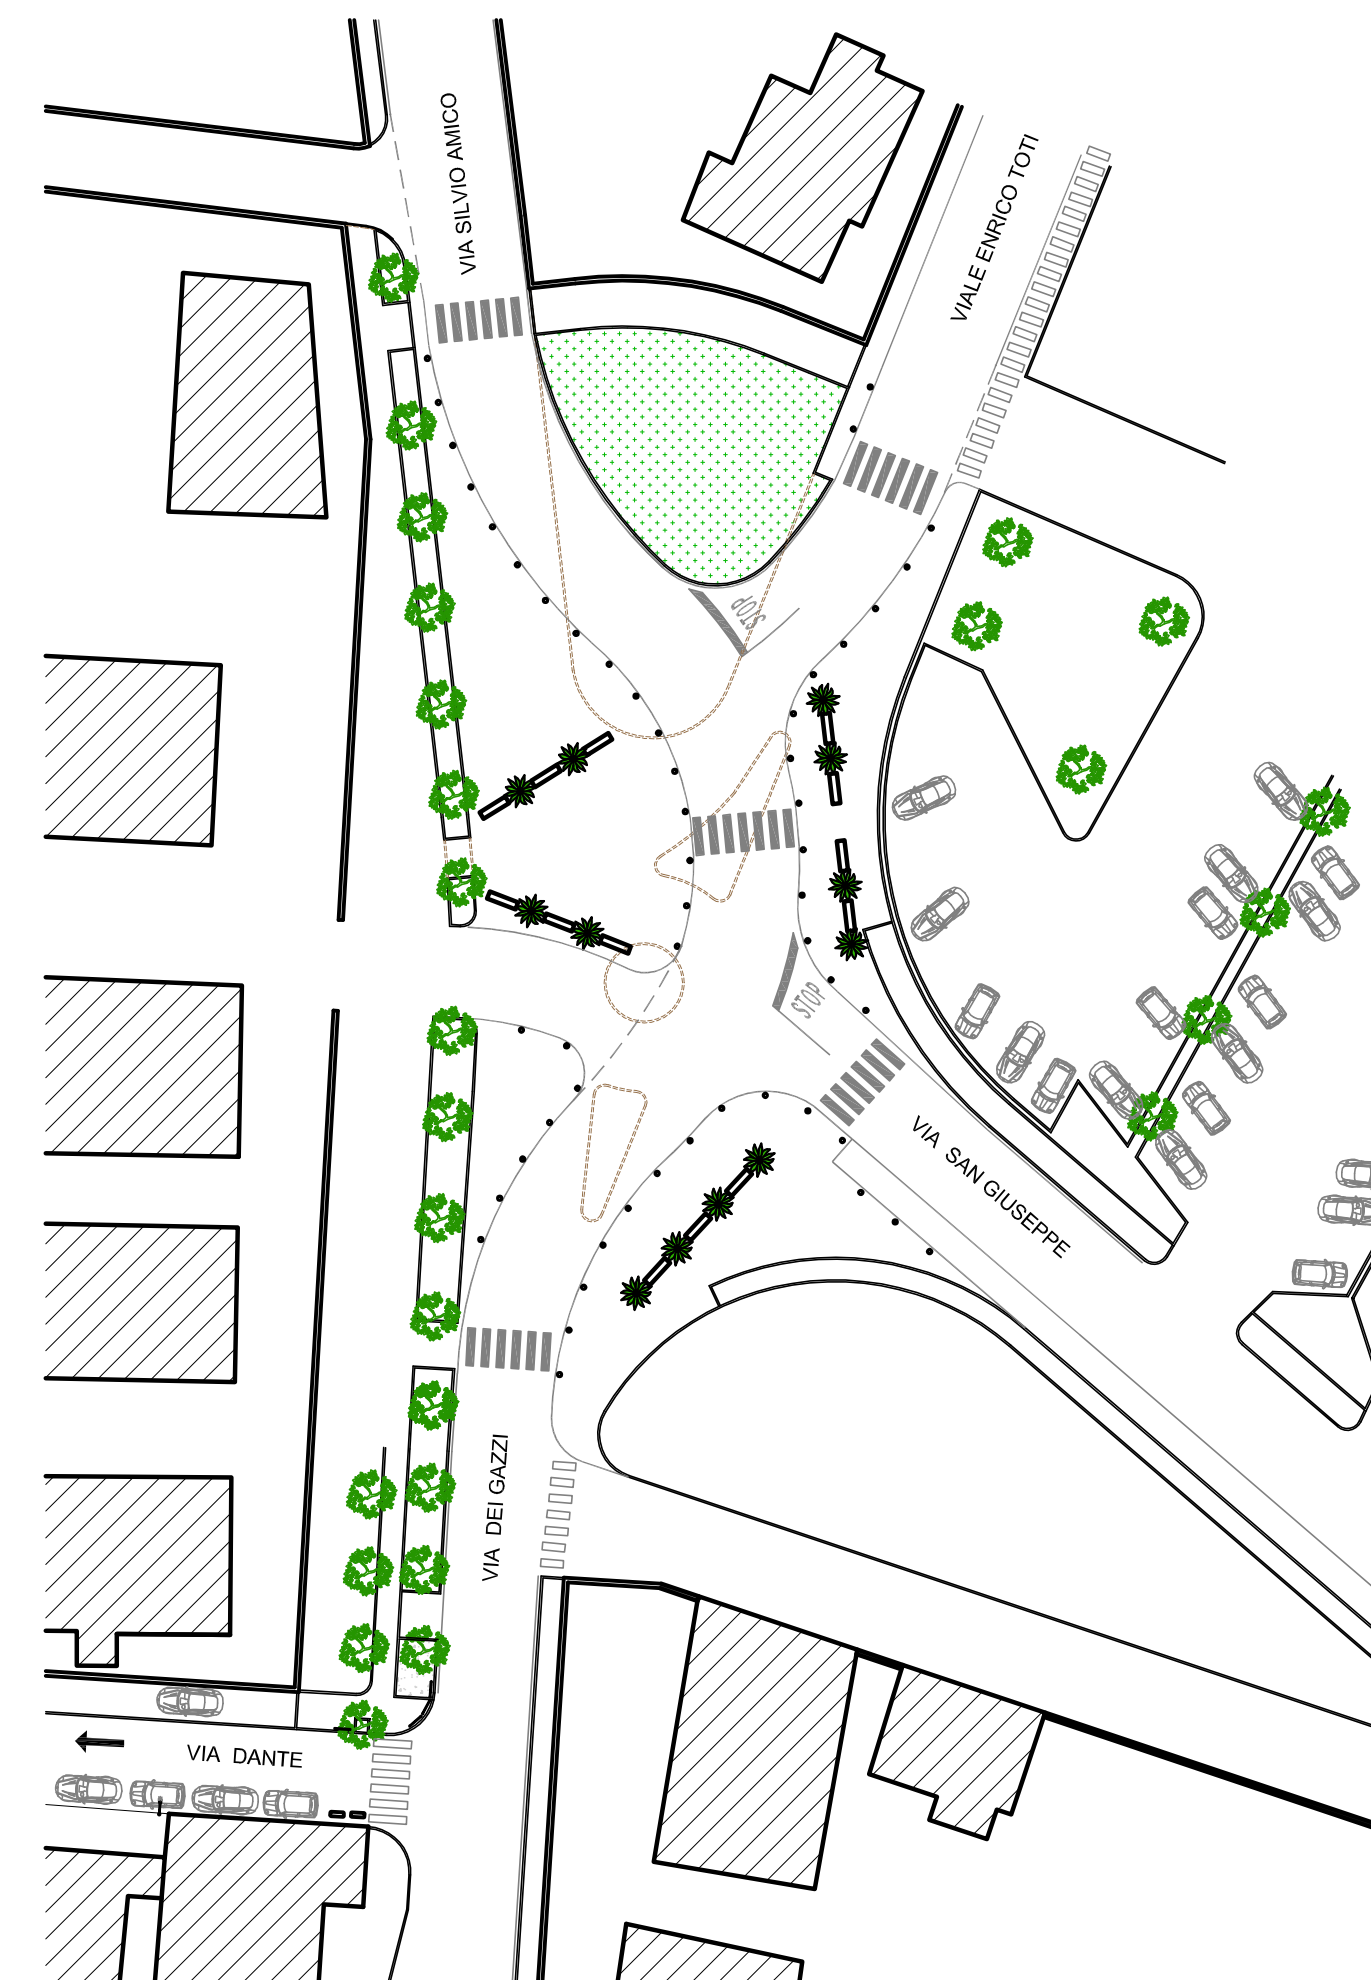 VIA SILVIO AMICO
VIALE ENRICO TOTI
STOP
STOP
VIA SAN GIUSEPPE
VIA DEI GAZZI
VIA DANTE